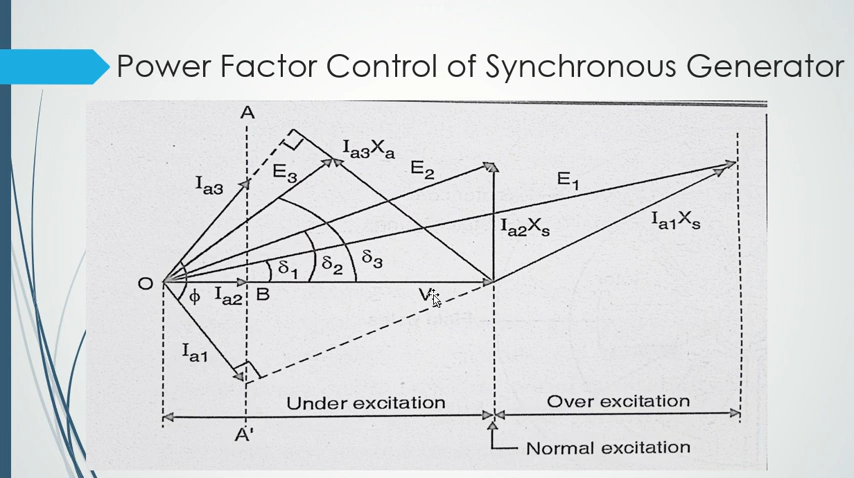 Power Factor Control of Synchronous Generator
A
Ia3Xa
E3
E2
Ia3
E1
Ia2Xs
Ia1Xs
δ1
δ2
δ3
O
ϕ
Ia2
B
V
Ia1
Under excitation
Over excitation
A'
Normal excitation